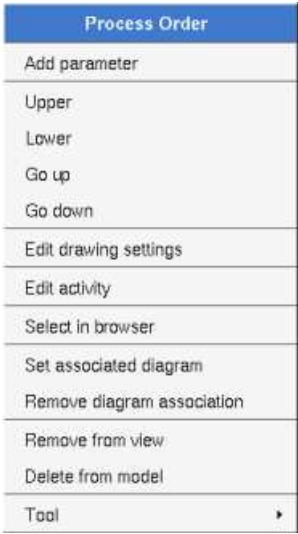 Process Order
Add parameter
Upper
Lower
Go up
Go down
Edit drawing settings
Edit activity
Select in browser
Set associated diagram
Remove diagram association
Remove from view
Delete from model
Tool